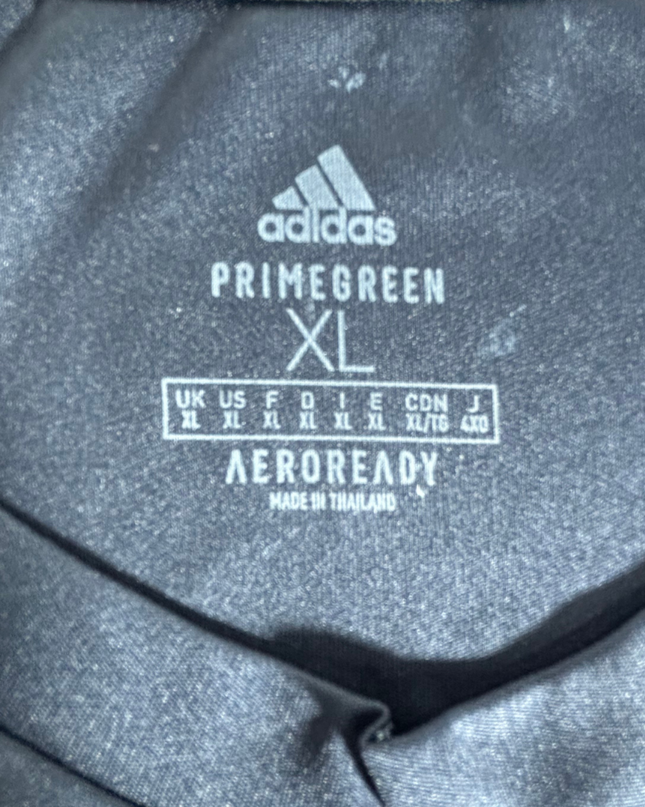 adidas
PRIMEGREEN
XL
UK US F D I E CDN J
XL XL XL XL XL XL XL/TG 4XO
AEROREADY
MADE IN THAILAND